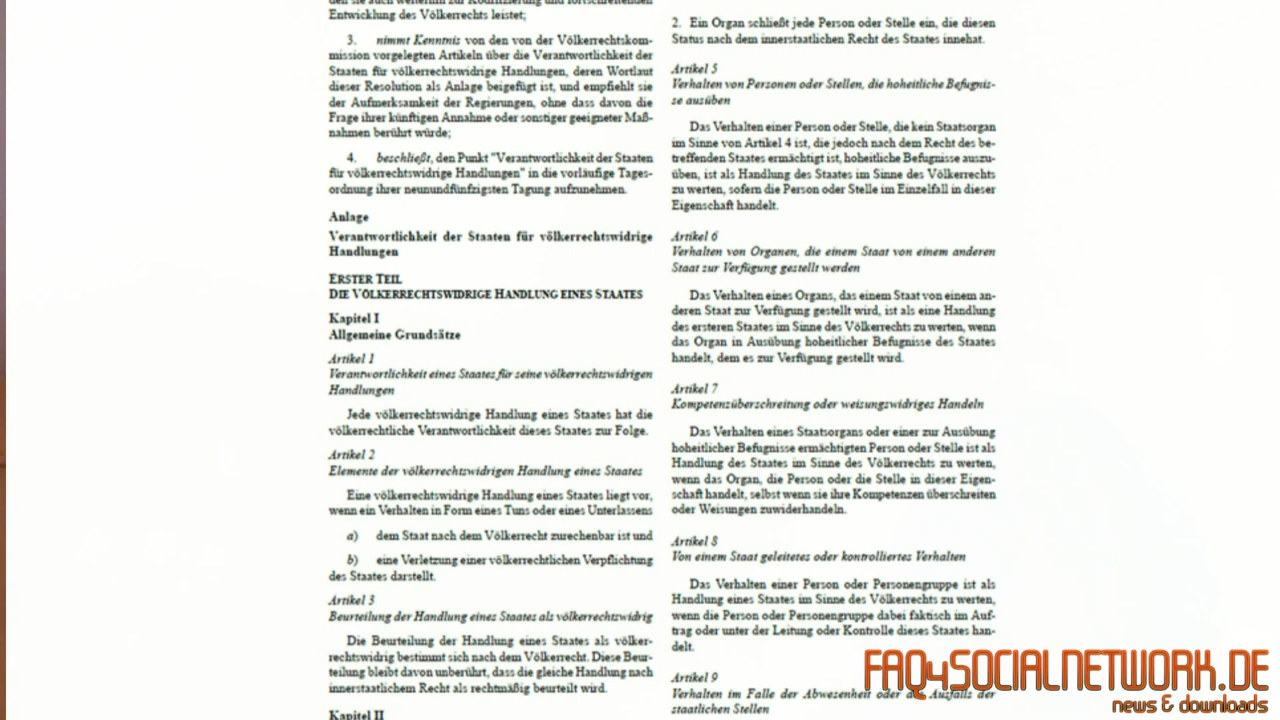 den sie auch weiterhin zur Kodifizierung und fortschreitenden
Entwicklung des Völkerrechts leistet;
3. nimmt Kenntnis von den von der Völkerrechtskom-
mission vorgelegten Artikeln über die Verantwortlichkeit der
Staaten für völkerrechtswidrige Handlungen, deren Wortlaut
dieser Resolution als Anlage beigefügt ist, und empfiehlt sie
der Aufmerksamkeit der Regierungen, ohne dass davon die
Frage ihrer künftigen Annahme oder sonstiger geeigneter Maß-
nahmen berührt würde;
4. beschließt, den Punkt "Verantwortlichkeit der Staaten
für völkerrechtswidrige Handlungen" in die vorläufige Tages-
ordnung ihrer neunundfünfzigsten Tagung aufzunehmen.
Anlage
Verantwortlichkeit der Staaten für völkerrechtswidrige
Handlungen
ERSTER TEIL
DIE VÖLKERRECHTSWIDRIGE HANDLUNG EINES STAATES
Kapitel I
Allgemeine Grundsätze
Artikel 1
Verantwortlichkeit eines Staates für seine völkerrechtswidrigen
Handlungen
Jede völkerrechtswidrige Handlung eines Staates hat die
völkerrechtliche Verantwortlichkeit dieses Staates zur Folge.
Artikel 2
Elemente der völkerrechtswidrigen Handlung eines Staates
Eine völkerrechtswidrige Handlung eines Staates liegt vor,
wenn ein Verhalten in Form eines Tuns oder eines Unterlassens
a) dem Staat nach dem Völkerrecht zurechenbar ist und
b) eine Verletzung einer völkerrechtlichen Verpflichtung
des Staates darstellt.
Artikel 3
Beurteilung der Handlung eines Staates als völkerrechtswidrig
Die Beurteilung der Handlung eines Staates als völker-
rechtswidrig bestimmt sich nach dem Völkerrecht. Diese Beur-
teilung bleibt davon unberührt, dass die gleiche Handlung nach
innerstaatlichem Recht als rechtmäßig beurteilt wird.
Kapitel II
2. Ein Organ schließt jede Person oder Stelle ein, die diesen
Status nach dem innerstaatlichen Recht des Staates innehat.
Artikel 5
Verhalten von Personen oder Stellen, die hoheitliche Befugnis-
se ausüben
Das Verhalten einer Person oder Stelle, die kein Staatsorgan
im Sinne von Artikel 4 ist, die jedoch nach dem Recht des be-
treffenden Staates ermächtigt ist, hoheitliche Befugnisse auszu-
üben, ist als Handlung des Staates im Sinne des Völkerrechts
zu werten, sofern die Person oder Stelle im Einzelfall in dieser
Eigenschaft handelt.
Artikel 6
Verhalten von Organen, die einem Staat von einem anderen
Staat zur Verfügung gestellt werden
Das Verhalten eines Organs, das einem Staat von einem an-
deren Staat zur Verfügung gestellt wird, ist als eine Handlung
des ersteren Staates im Sinne des Völkerrechts zu werten, wenn
das Organ in Ausübung hoheitlicher Befugnisse des Staates
handelt, dem es zur Verfügung gestellt wird.
Artikel 7
Kompetenzüberschreitung oder weisungswidriges Handeln
Das Verhalten eines Staatsorgans oder einer zur Ausübung
hoheitlicher Befugnisse ermächtigten Person oder Stelle ist als
Handlung des Staates im Sinne des Völkerrechts zu werten,
wenn das Organ, die Person oder die Stelle in dieser Eigen-
schaft handelt, selbst wenn sie ihre Kompetenzen überschreiten
oder Weisungen zuwiderhandeln.
Artikel 8
Von einem Staat geleitetes oder kontrolliertes Verhalten
Das Verhalten einer Person oder Personengruppe ist als
Handlung eines Staates im Sinne des Völkerrechts zu werten,
wenn die Person oder Personengruppe dabei faktisch im Auf-
trag oder unter der Leitung oder Kontrolle dieses Staates han-
delt.
Artikel 9
Verhalten im Falle der Abwesenheit oder des Ausfalls der
staatlichen Stellen
FAQ4SOCIALNETWORK.DE
news & downloads